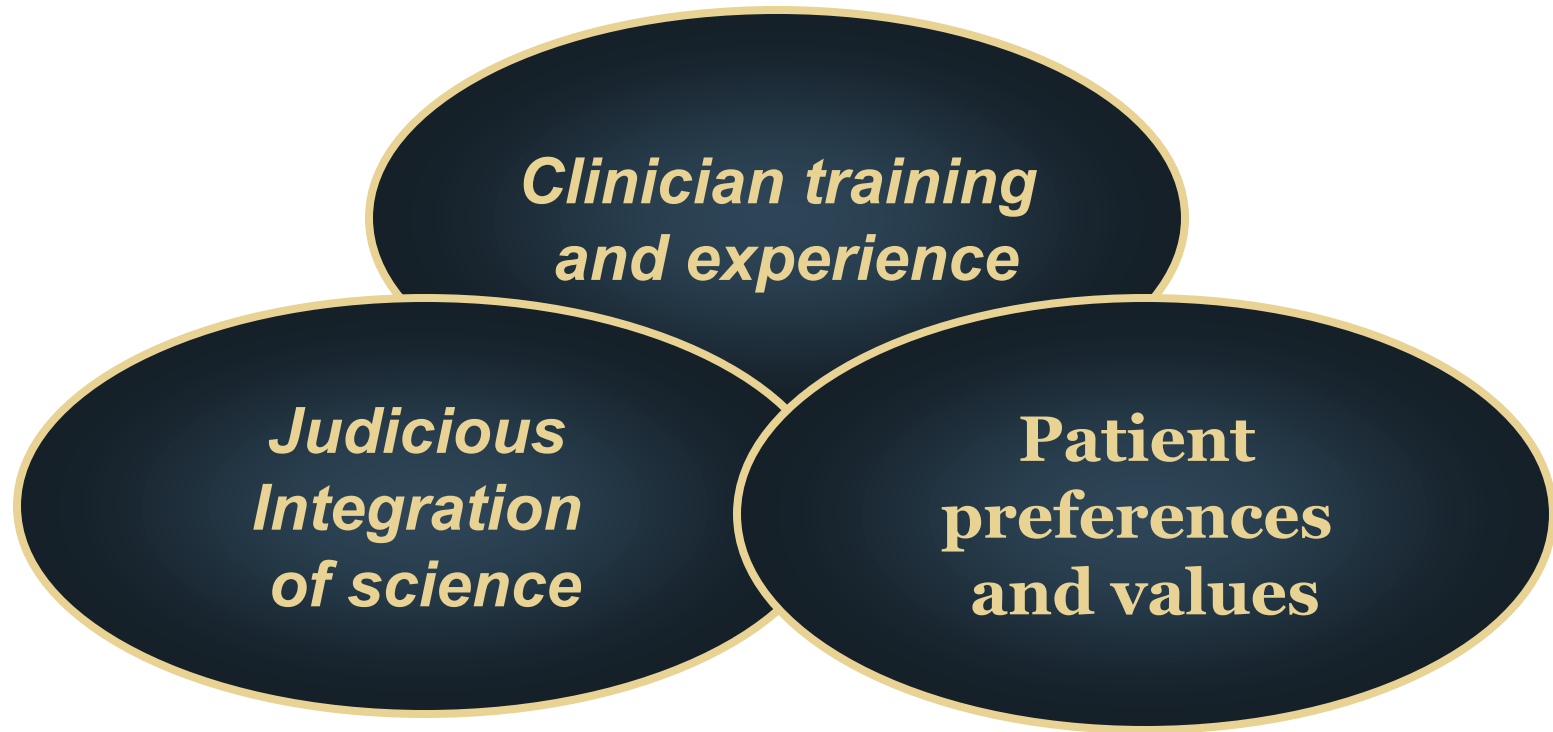 Clinician training
and experience
Judicious
Integration
of science
Patient
preferences
and values